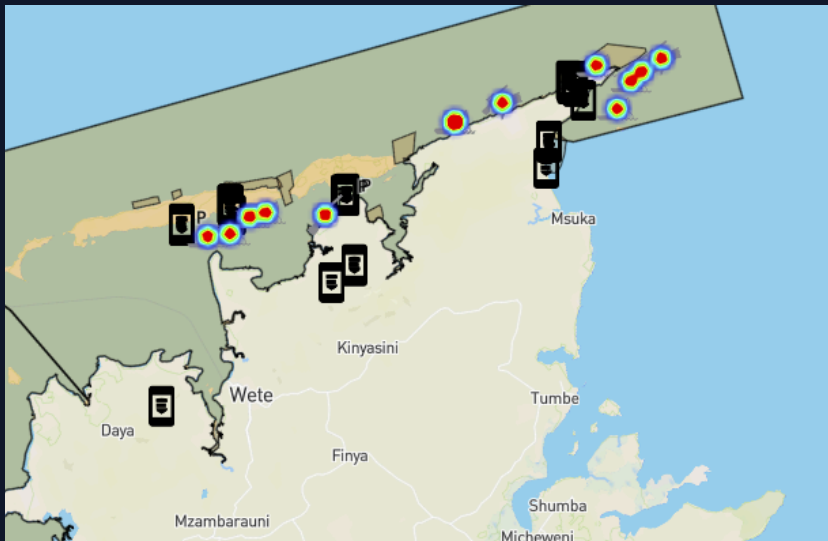 P
P
Msuka
Kinyasini
Wete
Tumbe
Daya
Finya
Shumba
Mzambarauni
Micheweni